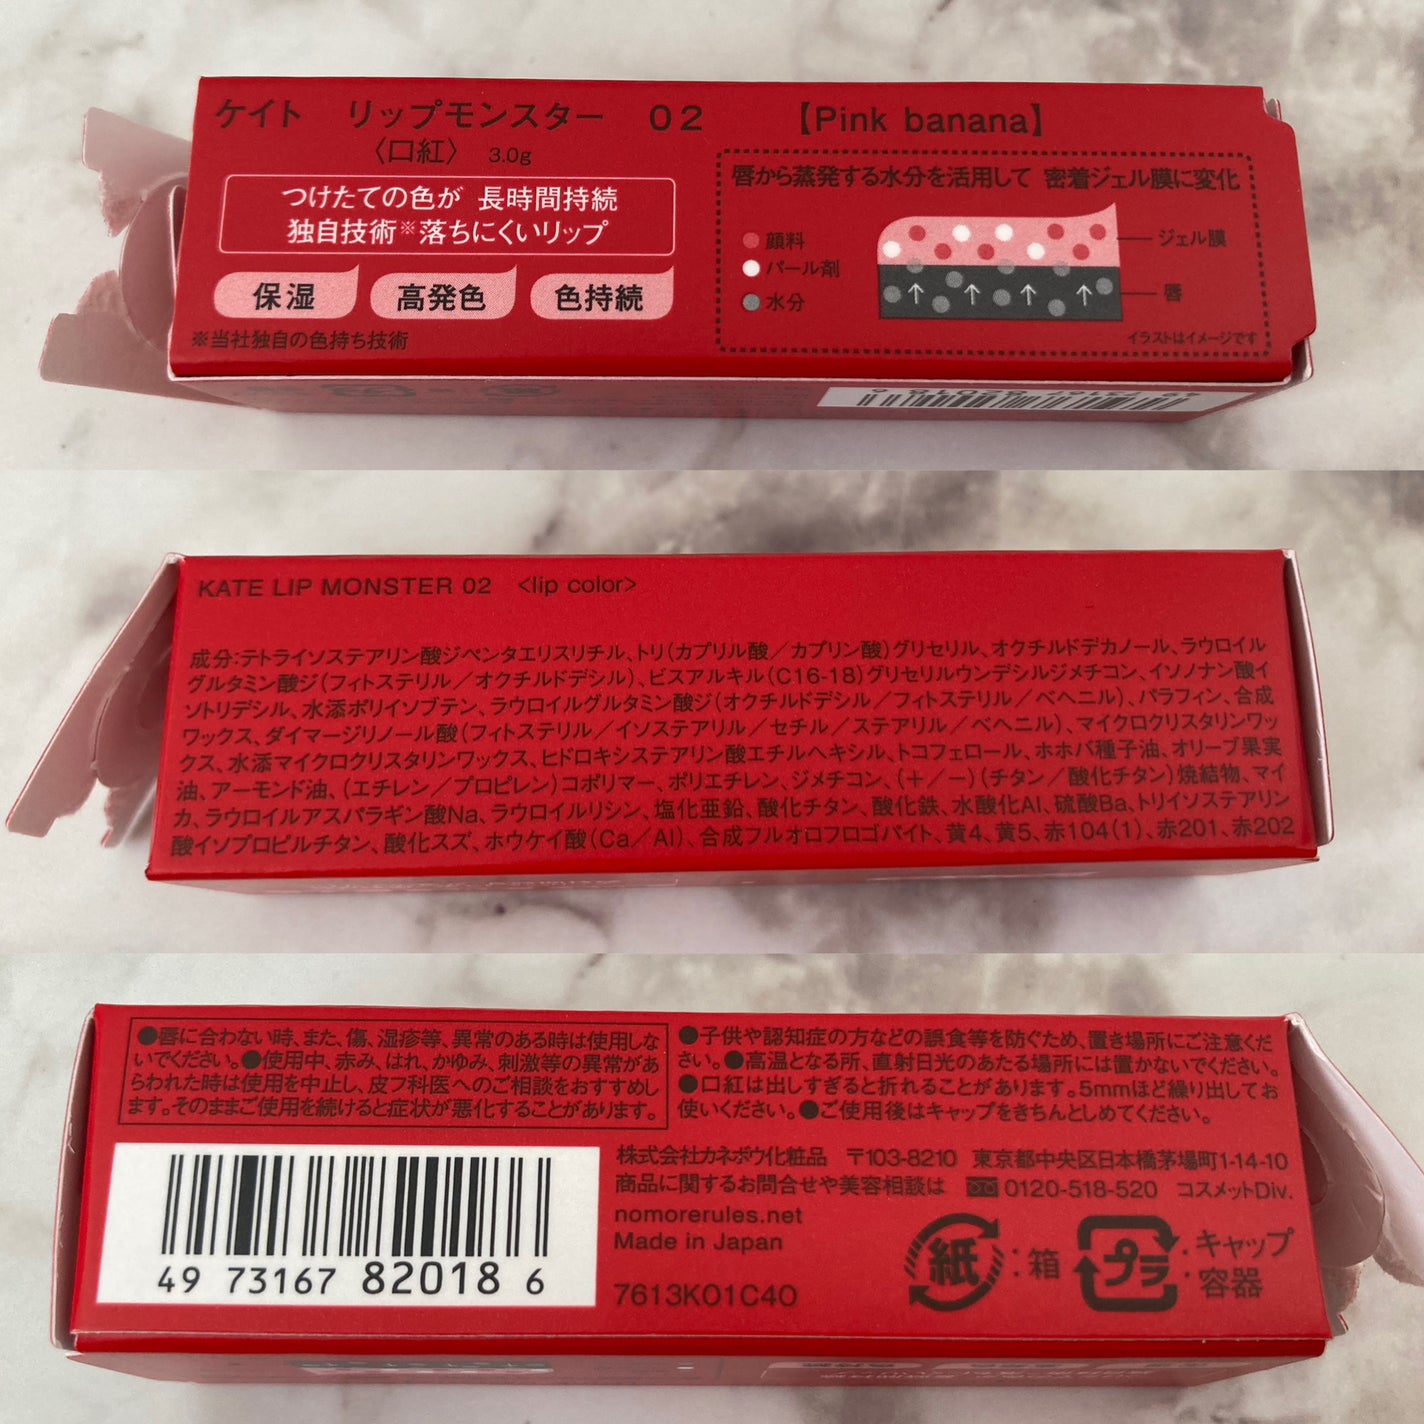 ケイト リップモンスター 02 【Pink banana】
〈口紅〉 3.0g
つけたての色が 長時間持続
独自技術※落ちにくいリップ
保湿 高発色 色持続
※当社独自の色持ち技術
唇から蒸発する水分を活用して 密着ジェル膜に変化
顔料
パール剤
水分
ジェル膜
唇
イラストはイメージです
KATE LIP MONSTER 02 <lip color>
成分:テトライソステアリン酸ジペンタエリスリチル、トリ(カプリル酸/カプリン酸)グリセリル、オクチルドデカノール、ラウロイル
グルタミン酸ジ(フィトステリル/オクチルドデシル)、ビスアルキル(C16-18)グリセリルウンデシルジメチコン、イソノナン酸イ
ソトリデシル、水添ポリイソブテン、ラウロイルグルタミン酸ジ(オクチルドデシル/フィトステリル/ベヘニル)、パラフィン、合成
ワックス、ダイマージリノール酸(フィトステリル/イソステアリル/セチル/ステアリル/ベヘニル)、マイクロクリスタリンワッ
クス、水添マイクロクリスタリンワックス、ヒドロキシステアリン酸エチルヘキシル、トコフェロール、ホホバ種子油、オリーブ果実
油、アーモンド油、(エチレン/プロピレン)コポリマー、ポリエチレン、ジメチコン、(+/−)(チタン/酸化チタン)焼結物、マイ
カ、ラウロイルアスパラギン酸Na、ラウロイルリシン、塩化亜鉛、酸化チタン、酸化鉄、水酸化Al、硫酸Ba、トリイソステアリン
酸イソプロピルチタン、酸化スズ、ホウケイ酸(Ca/Al)、合成フルオロフロゴパイト、黄4、黄5、赤104(1)、赤201、赤202
●唇に合わない時、また、傷、湿疹等、異常のある時は使用しな
いでください。●使用中、赤み、はれ、かゆみ、刺激等の異常があ
らわれた時は使用を中止し、皮フ科医へのご相談をおすすめし
ます。そのままご使用を続けると症状が悪化することがあります。
●子供や認知症の方などの誤食等を防ぐため、置き場所にご注意くだ
さい。●高温となる所、直射日光のあたる場所には置かないでください。
●口紅は出しすぎると折れることがあります。5mmほど繰り出してお
使いください。●ご使用後はキャップをきちんとしめてください。
株式会社カネボウ化粧品 〒103-8210 東京都中央区日本橋茅場町1-14-10
商品に関するお問合せや美容相談は 0120-518-520 コスメットDiv.
nomorerules.net
Made in Japan
7613K01C40
紙:箱 プラ:キャップ
容器
49 73167 82018 6